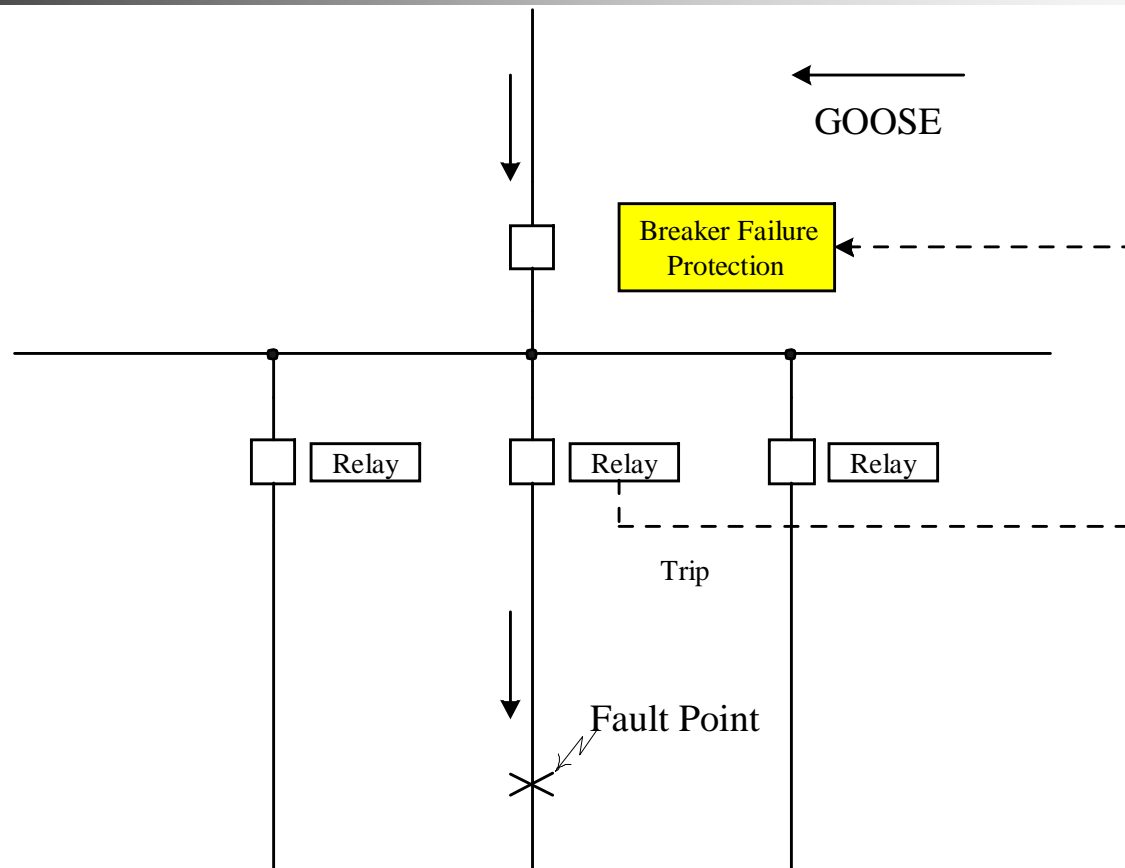 GOOSE
Breaker Failure
Protection
Relay
Relay
Relay
Trip
Fault Point